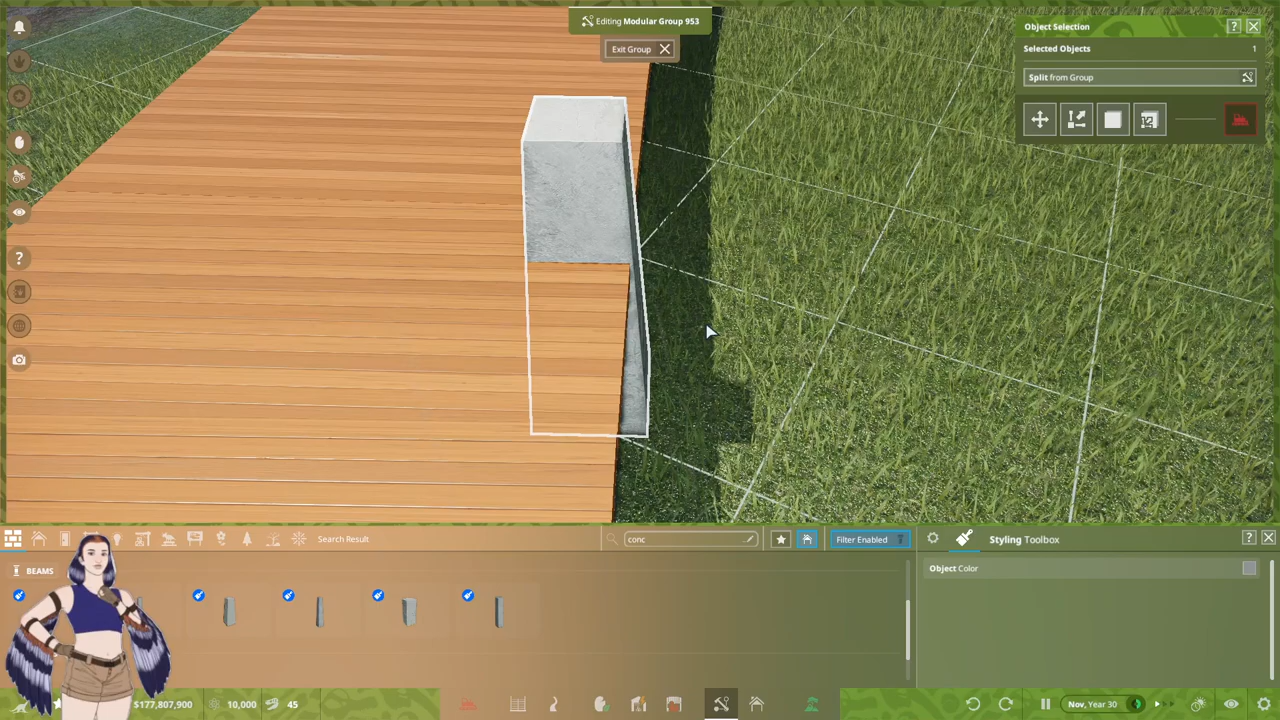 Editing Modular Group 953
Exit Group
Object Selection
?
Selected Objects 1
Split from Group
?
Search Result
conc
Filter Enabled
Styling Toolbox
?
BEAMS
Object Color
$177,807,900
10,000
45
Nov, Year 30